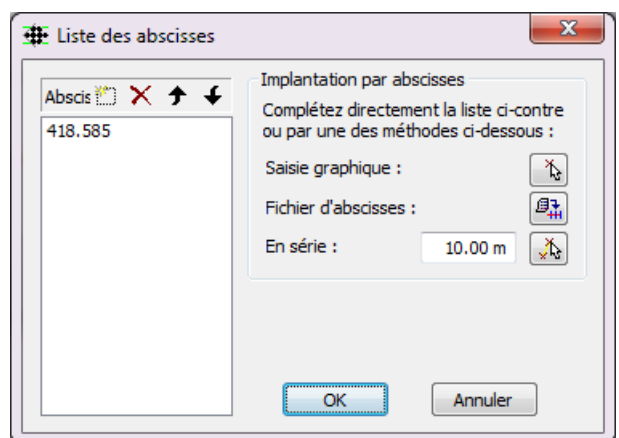 Liste des abscisses
Abscis
418.585
Implantation par abscisses
Complétez directement la liste ci-contre
ou par une des méthodes ci-dessous :
Saisie graphique :
Fichier d'abscisses :
En série :
10.00 m
OK
Annuler